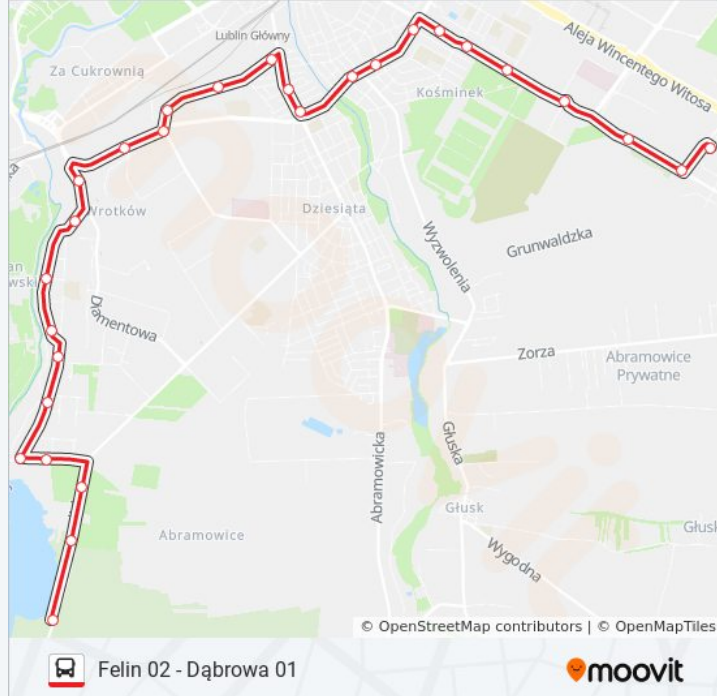 Lublin Główny
Aleja Wincentego Witosa
Za Cukrownią
Kośminek
Wrotków
Dziesiąta
Wyzwolenia
Grunwaldzka
Diamentowa
Zorza
Abramowice
Prywatne
Głuska
Abramowicka
Głusk
Głusk
Abramowice
Wygodna
© OpenStreetMap contributors | © OpenMapTiles
Felin 02 - Dąbrowa 01
moovit